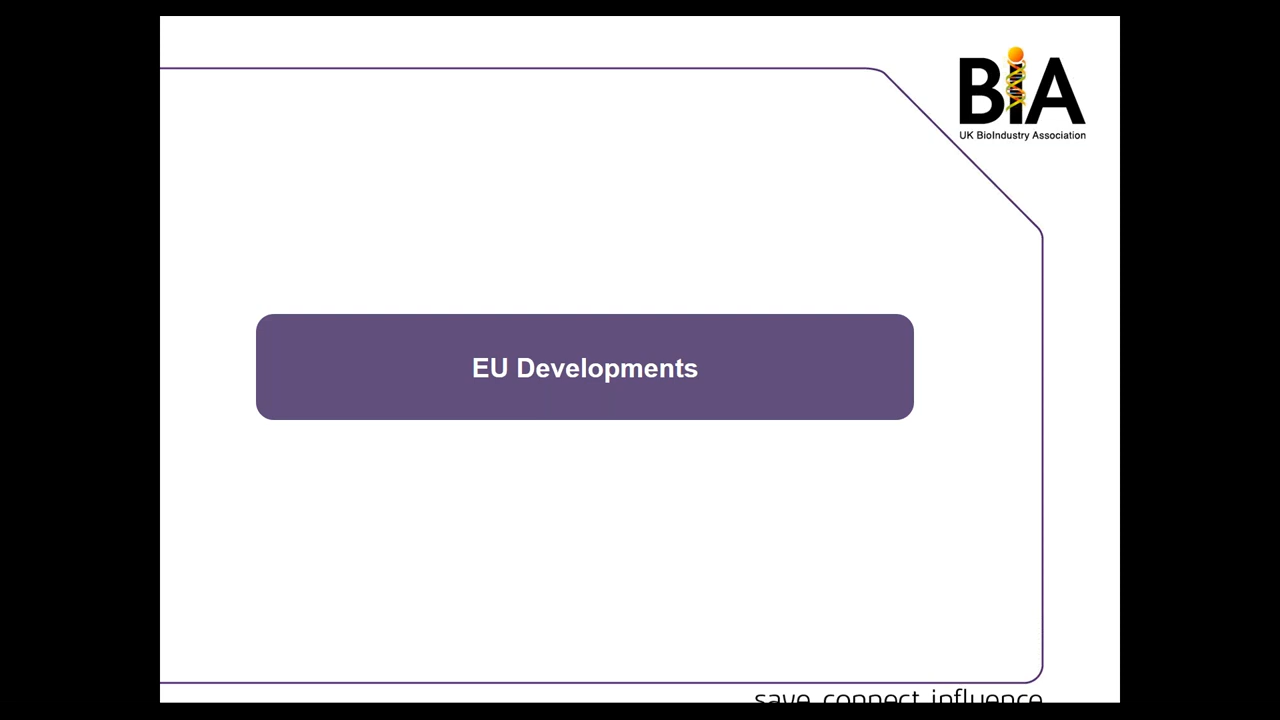 BiA
UK BioIndustry Association
EU Developments
save connect influence